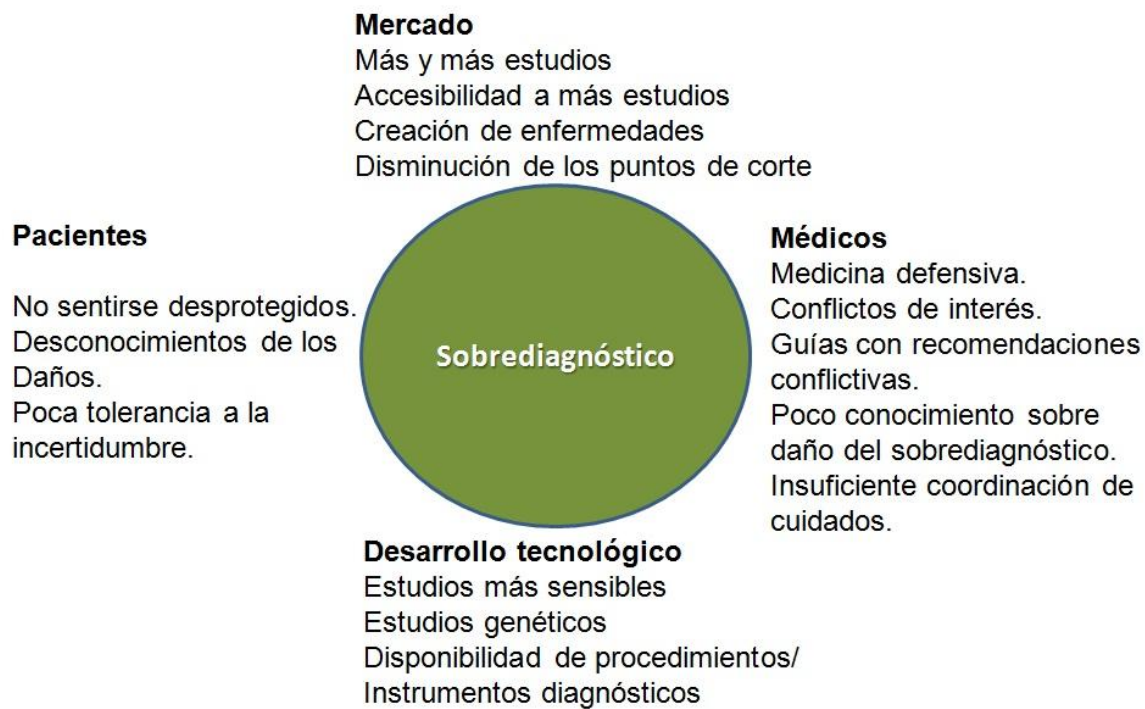 Mercado
Más y más estudios
Accesibilidad a más estudios
Creación de enfermedades
Disminución de los puntos de corte
Pacientes
No sentirse desprotegidos.
Desconocimientos de los
Daños.
Poca tolerancia a la
incertidumbre.
Sobrediagnóstico
Médicos
Medicina defensiva.
Conflictos de interés.
Guías con recomendaciones
conflictivas.
Poco conocimiento sobre
daño del sobrediagnóstico.
Insuficiente coordinación de
cuidados.
Desarrollo tecnológico
Estudios más sensibles
Estudios genéticos
Disponibilidad de procedimientos/
Instrumentos diagnósticos